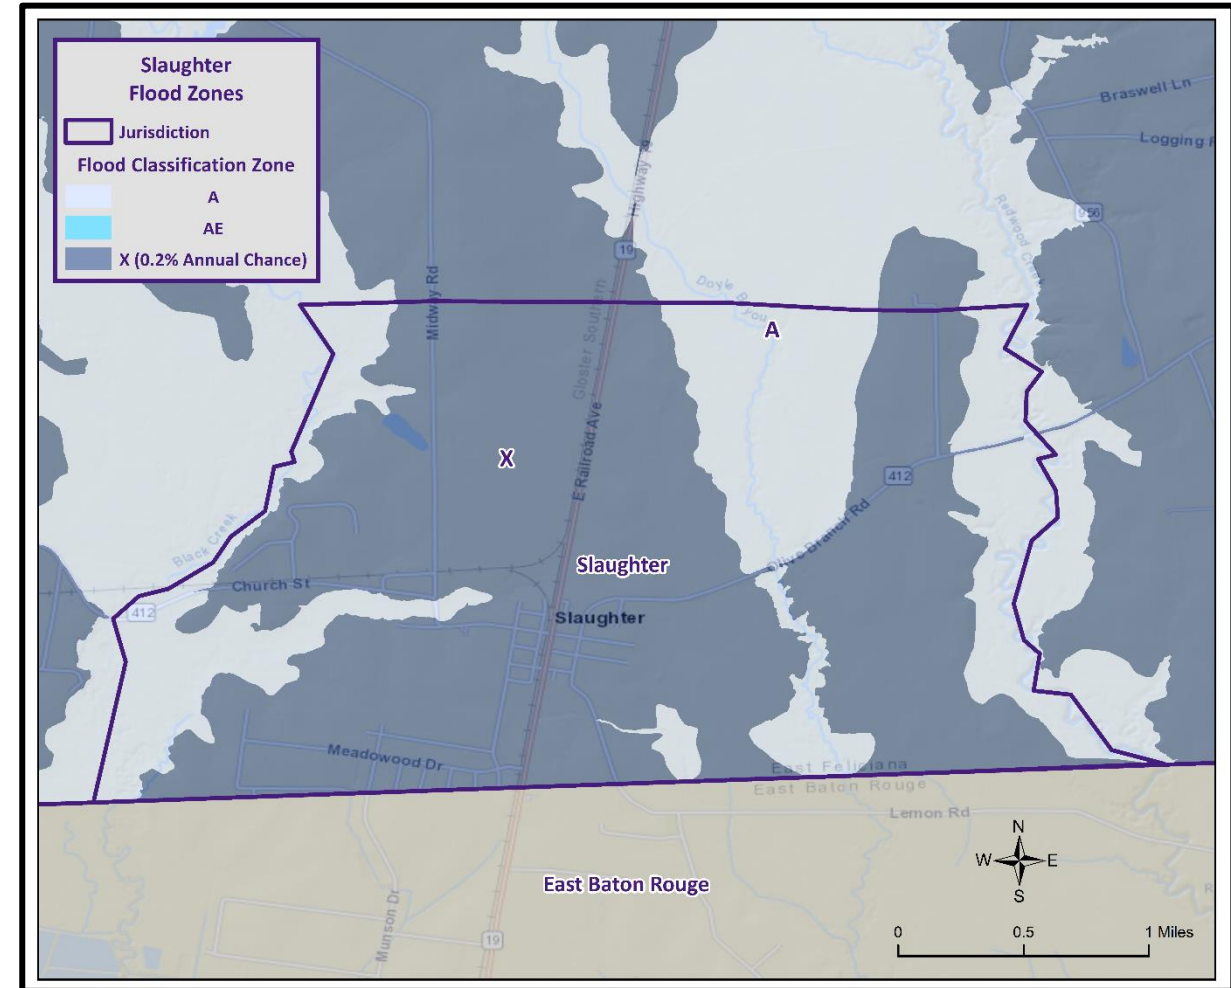 Slaughter
Flood Zones
Jurisdiction
Flood Classification Zone
A
AE
X (0.2% Annual Chance)
Braswell Ln
Logging
956
Redwood Creek
Highway 19
19
Midway Rd
Doyle Bayou
A
Gloster Southern
E Railroad Ave
X
412
Olive Branch Rd
Black Creek
Slaughter
Church St
412
Slaughter
Meadowood Dr
East Feliciana
East Baton Rouge
Lemon Rd
East Baton Rouge
Munson Dr
19
N
W
E
S
0
0.5
1 Miles